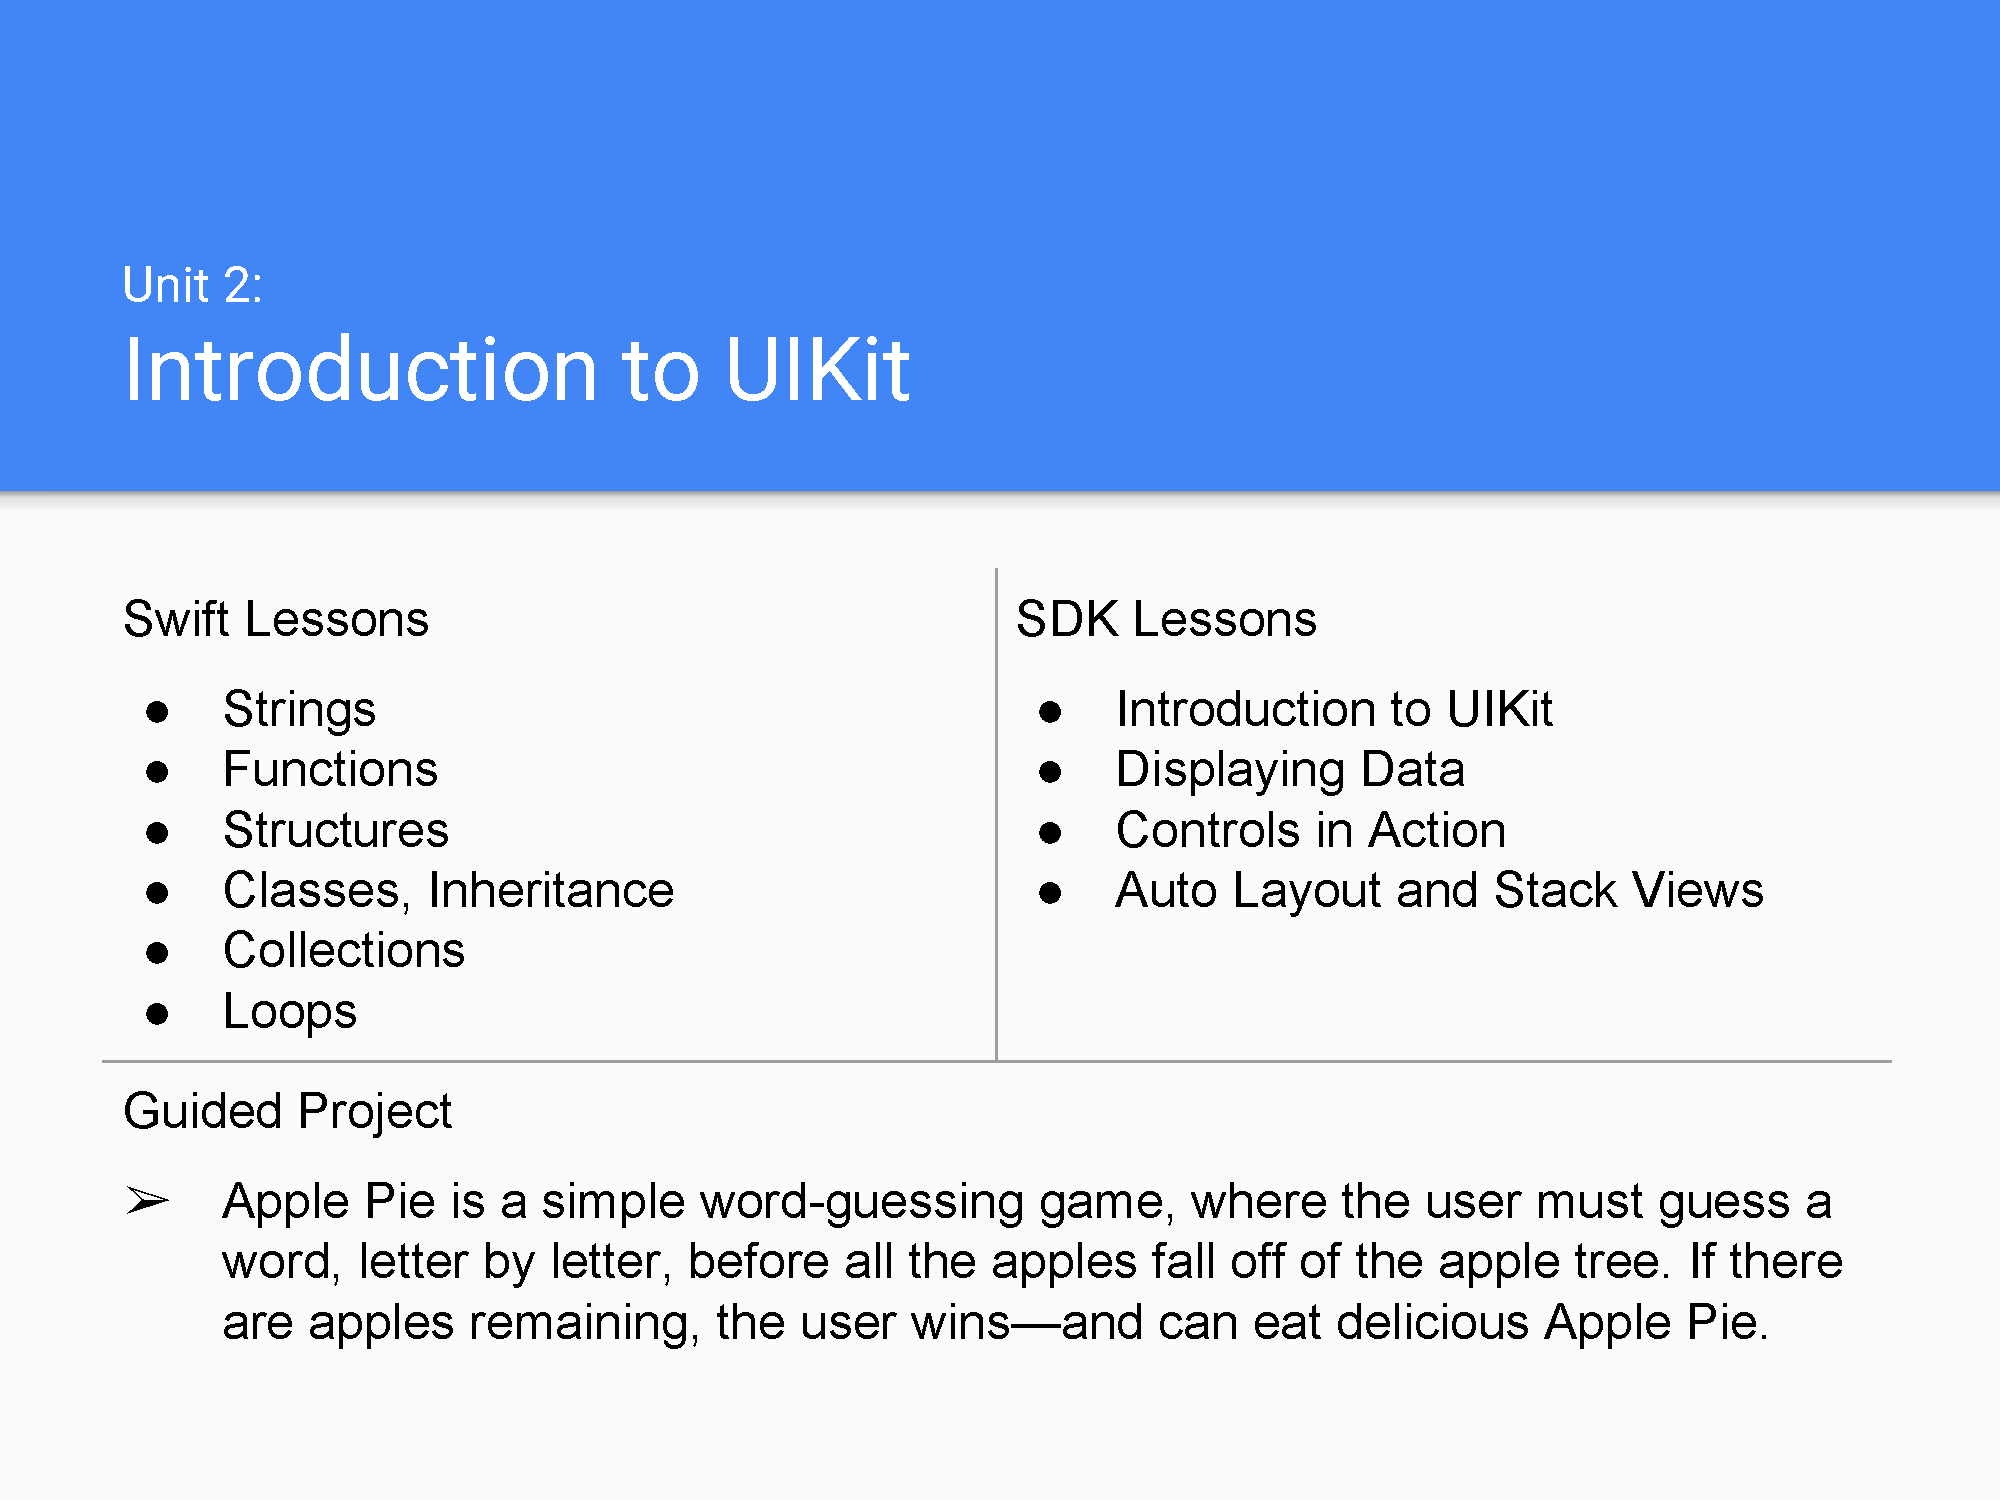 Unit 2:
Introduction to UIKit
Swift Lessons
● Strings
● Functions
● Structures
● Classes, Inheritance
● Collections
● Loops
SDK Lessons
● Introduction to UIKit
● Displaying Data
● Controls in Action
● Auto Layout and Stack Views
Guided Project
➢ Apple Pie is a simple word-guessing game, where the user must guess a
word, letter by letter, before all the apples fall off of the apple tree. If there
are apples remaining, the user wins—and can eat delicious Apple Pie.